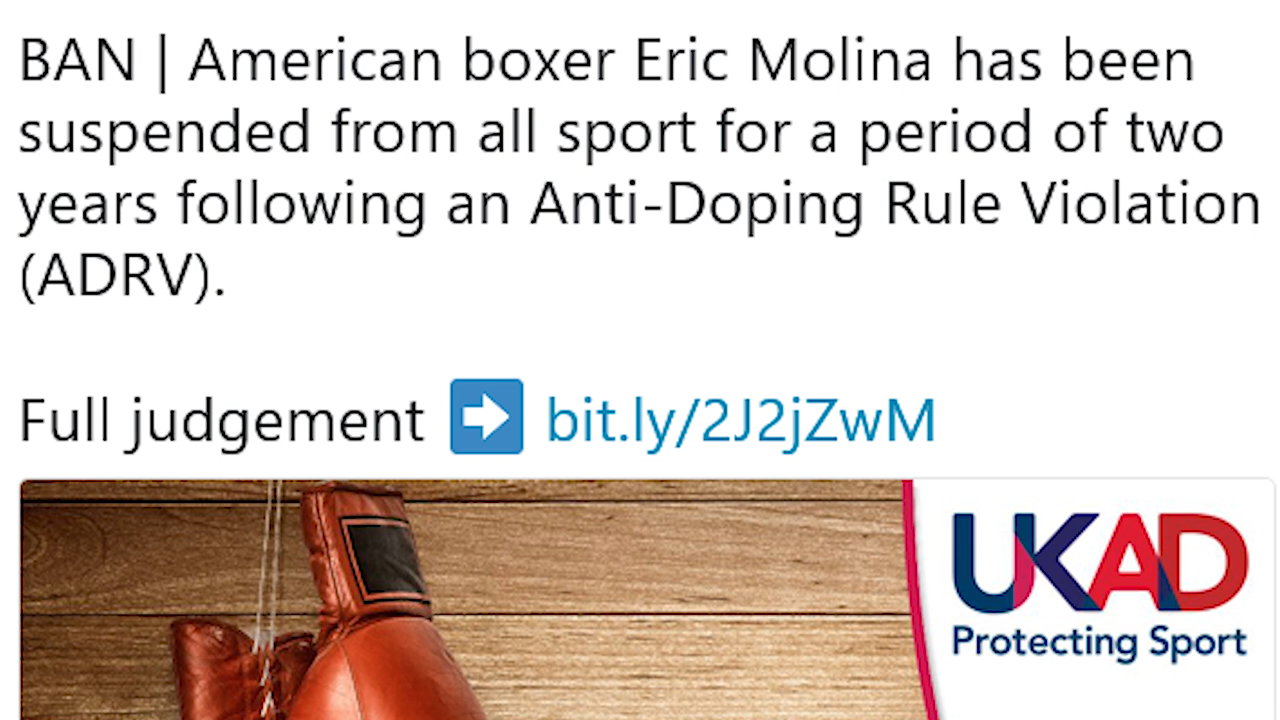 BAN | American boxer Eric Molina has been
suspended from all sport for a period of two
years following an Anti-Doping Rule Violation
(ADRV).
Full judgement ➡ bit.ly/2J2jZwM
UKAD
Protecting Sport